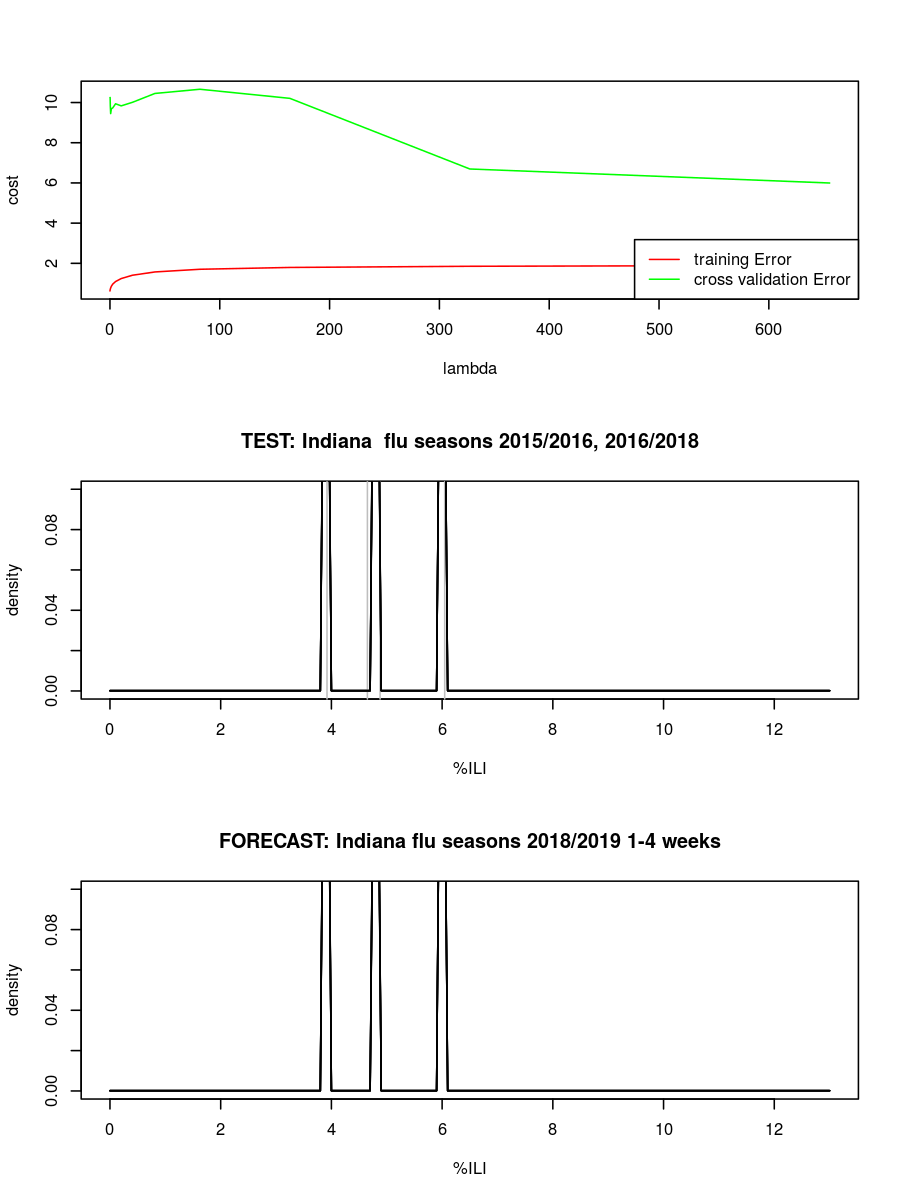 10
8
6
4
2
cost
training Error
cross validation Error
0 100 200 300 400 500 600
lambda
TEST: Indiana  flu seasons 2015/2016, 2016/2018
0.08
0.04
0.00
density
0 2 4 6 8 10 12
%ILI
FORECAST: Indiana flu seasons 2018/2019 1-4 weeks
0.08
0.04
0.00
density
0 2 4 6 8 10 12
%ILI